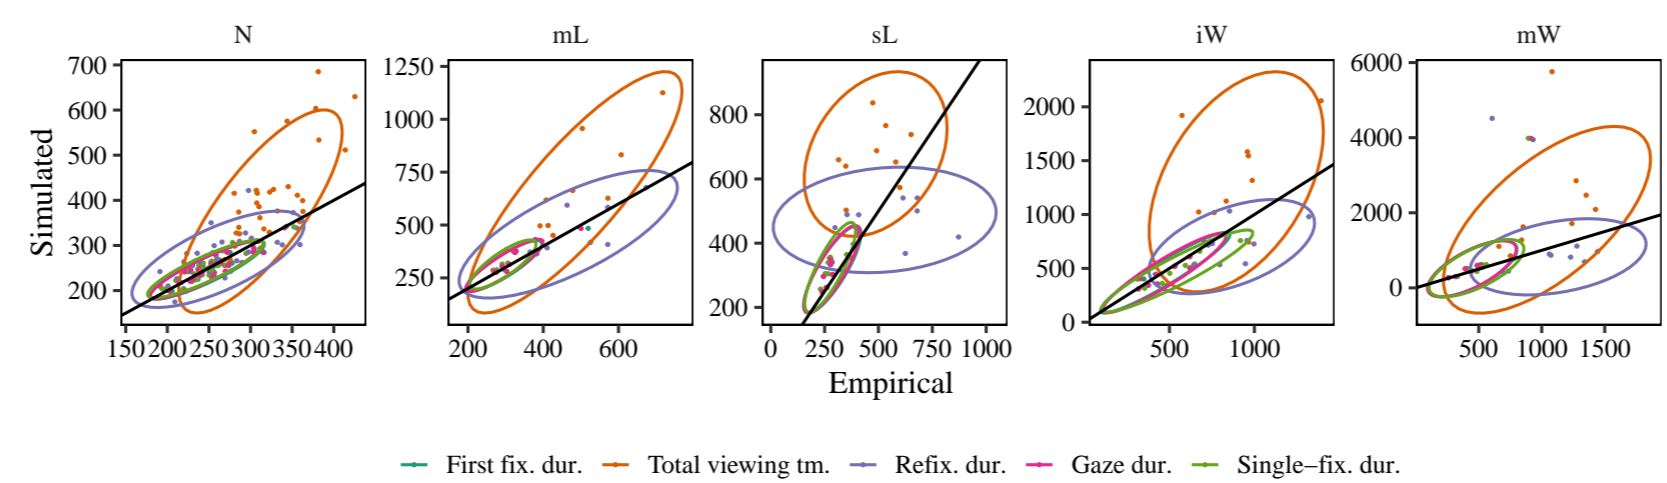 N mL sL iW mW
Simulated
700 600 500 400 300 200
150 200 250 300 350 400
1250 1000 750 500 250
200 400 600
800 600 400 200
0 250 500 750 1000
2000 1500 1000 500 0
500 1000
6000 4000 2000 0
500 1000 1500
Empirical
First fix. dur. Total viewing tm. Refix. dur. Gaze dur. Single−fix. dur.